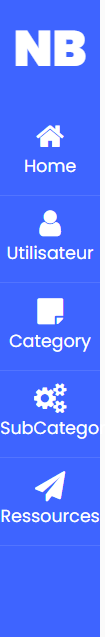 NB
Home
Utilisateur
Category
SubCatego
Ressources